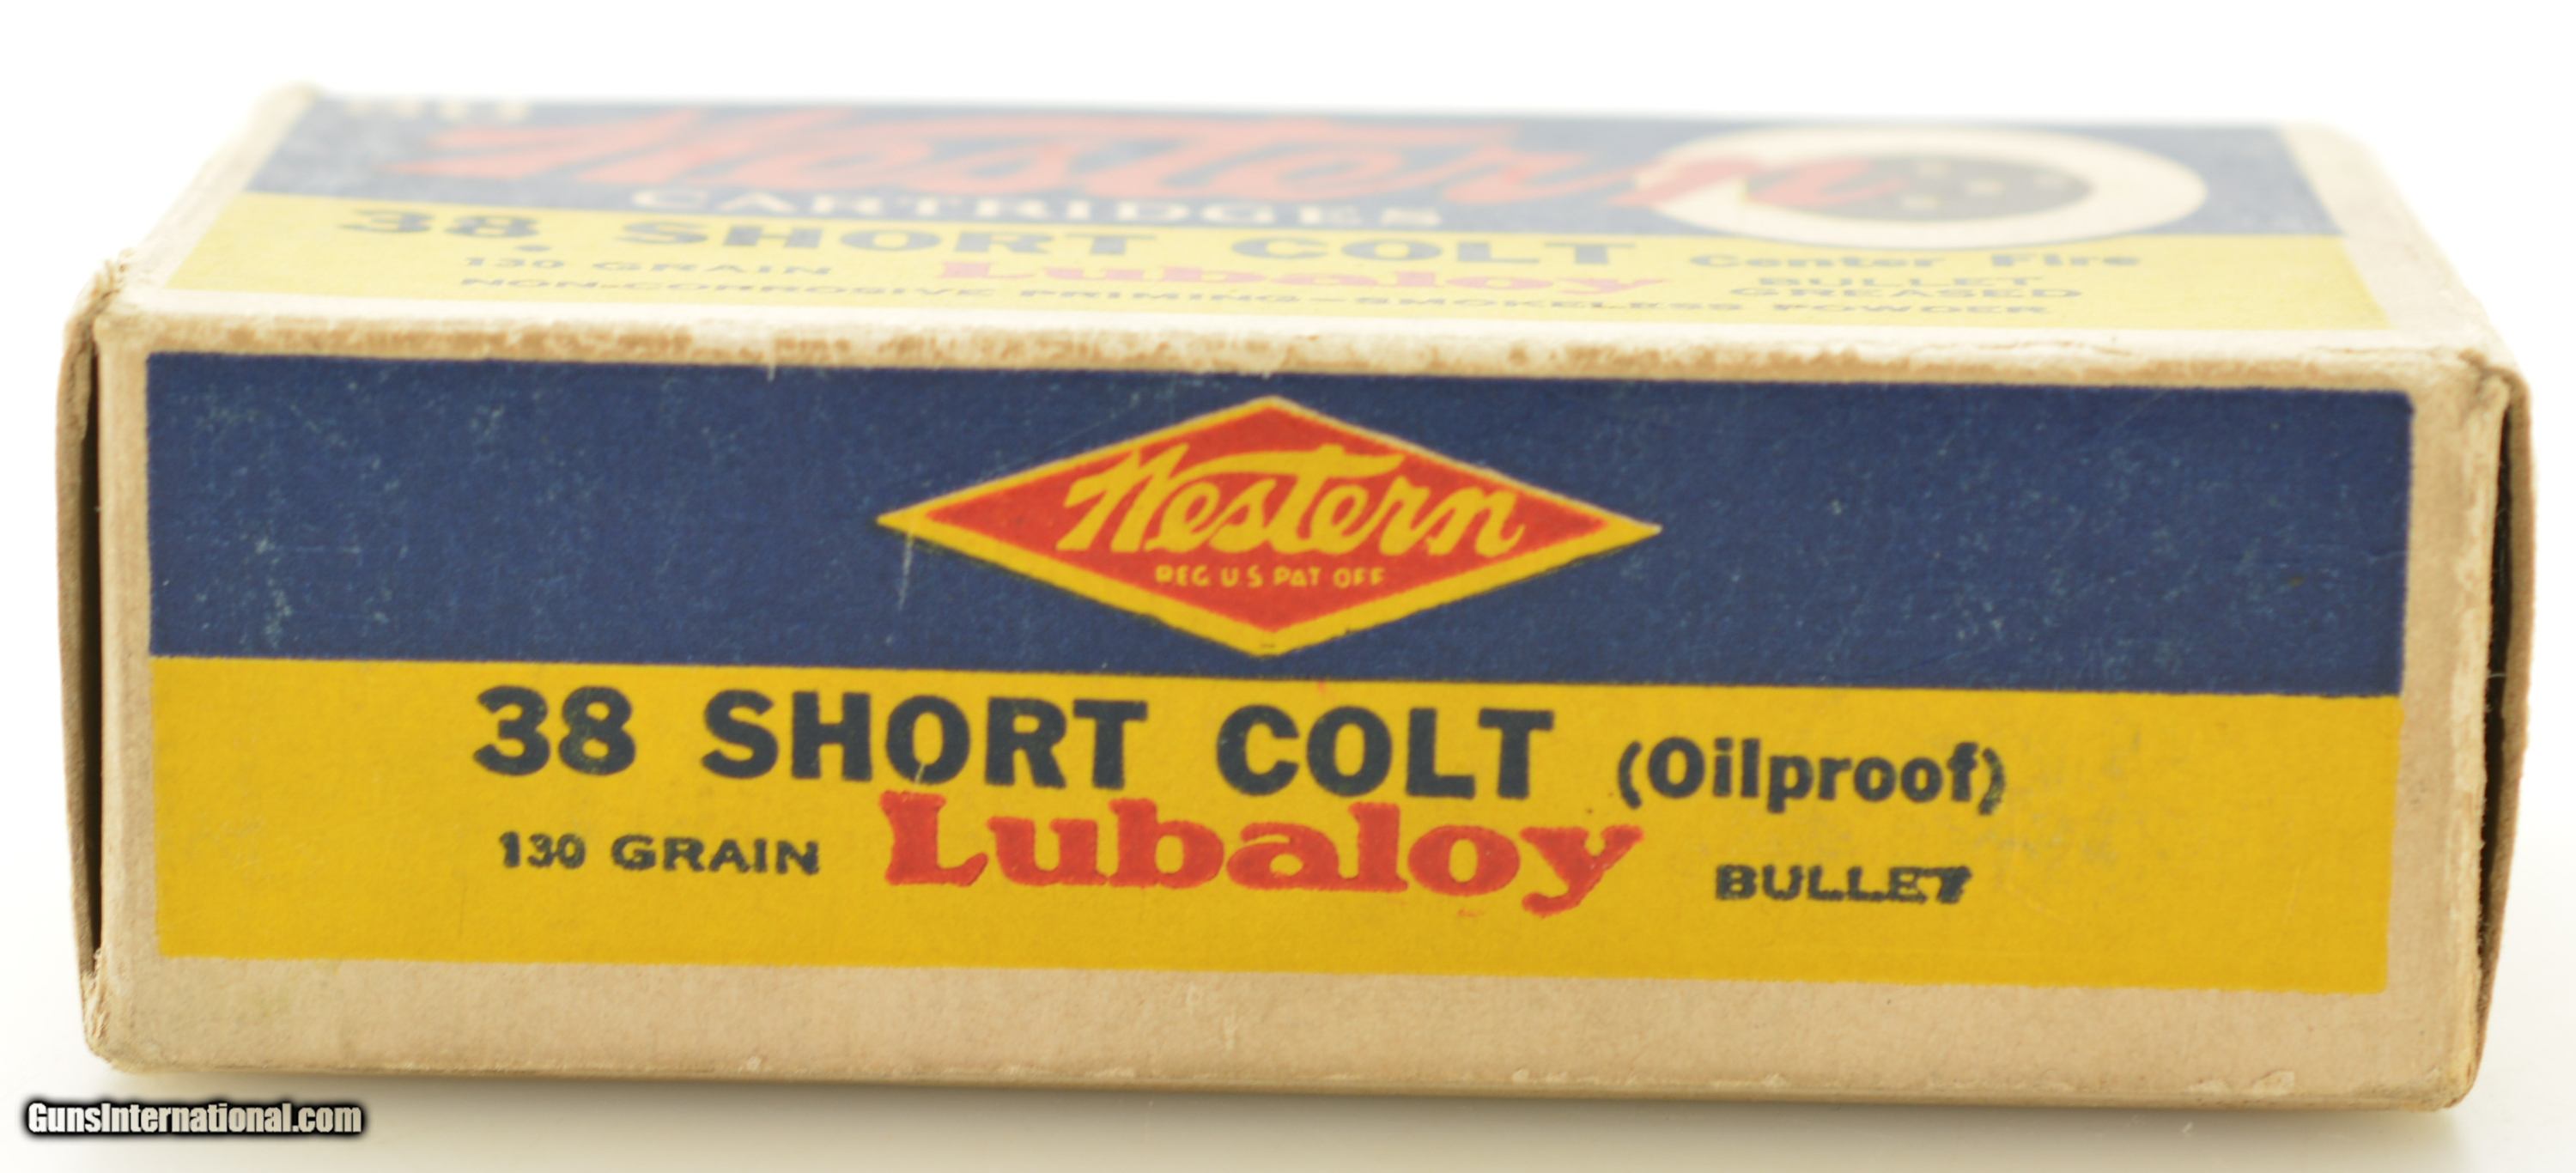 Western
CARTRIDGES
38 SHORT COLT Center Fire
130 GRAIN Lubaloy BULLET
GREASED
NON-CORROSIVE PRIMING-SMOKELESS POWDER
Western
REG U S PAT OFF
38 SHORT COLT (Oilproof)
130 GRAIN Lubaloy BULLET
GunsInternational.com